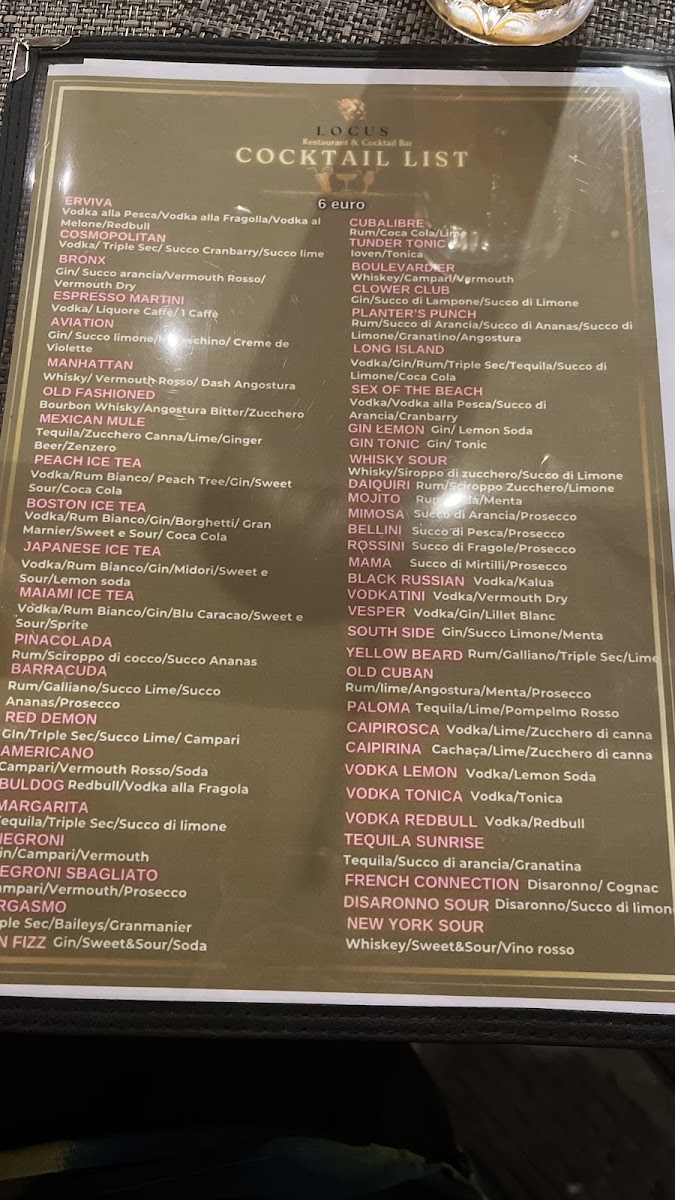 LOCUS
Restaurant & Cocktail Bar
COCKTAIL LIST
6 euro
ERVIVA
Vodka alla Pesca/Vodka alla Fragolla/Vodka al
Melone/Redbull
COSMOPOLITAN
Vodka/ Triple Sec/ Succo Cranbarry/Succo lime
BRONX
Gin/ Succo arancia/Vermouth Rosso/
Vermouth Dry
ESPRESSO MARTINI
Vodka/ Liquore Caffè/ 1 Caffè
AVIATION
Gin/ Succo limone/ / Creme de
Violette
MANHATTAN
Whisky/ Vermouth Rosso/ Dash Angostura
OLD FASHIONED
Bourbon Whisky/Angostura Bitter/Zucchero
MEXICAN MULE
Tequila/Zucchero Canna/Lime/Ginger
Beer/Zenzero
PEACH ICE TEA
Vodka/Rum Bianco/ Peach Tree/Gin/Sweet
Sour/Coca Cola
BOSTON ICE TEA
Vodka/Rum Bianco/Gin/Borghetti/ Gran
Marnier/Sweet e Sour/ Coca Cola
JAPANESE ICE TEA
Vodka/Rum Bianco/Gin/Midori/Sweet e
Sour/Lemon soda
MAIAMI ICE TEA
Vodka/Rum Bianco/Gin/Blu Caracao/Sweet e
Sour/Sprite
PINACOLADA
Rum/Sciroppo di cocco/Succo Ananas
BARRACUDA
Rum/Galliano/Succo Lime/Succo
Ananas/Prosecco
RED DEMON
Gin/TrIple Sec/Succo Lime/ Campari
AMERICANO
Campari/Vermouth Rosso/Soda
BULDOG Redbull/Vodka alla Fragola
MARGARITA
Tequila/Triple Sec/Succo di limone
NEGRONI
in/Campari/Vermouth
EGRONI SBAGLIATO
ampari/Vermouth/Prosecco
RGASMO
ple Sec/Baileys/Granmanier
N FIZZ Gin/Sweet&Sour/Soda
CUBALIBRE
Rum/Coca Cola/Lime
TUNDER TONIC
Ioven/Tonica
BOULEVARDIER
Whiskey/Campari/Vermouth
CLOWER CLUB
Gin/Succo di Lampone/Succo di Limone
PLANTER'S PUNCH
Rum/Succo di Arancia/Succo di Ananas/Succo di
Limone/Granatino/Angostura
LONG ISLAND
Vodka/Gin/Rum/Triple Sec/Tequila/Succo di
Limone/Coca Cola
SEX OF THE BEACH
Vodka/Vodka alla Pesca/Succo di
Arancia/Cranbarry
GIN LEMON Gin/ Lemon Soda
GIN TONIC Gin/ Tonic
WHISKY SOUR
Whisky/Siroppo di zucchero/Succo di Limone
DAIQUIRI Rum/Sciroppo Zucchero/Limone
MOJITO /Menta
MIMOSA Succo di Arancia/Prosecco
BELLINI Succo di Pesca/Prosecco
ROSSINI Succo di Fragole/Prosecco
MAMA Succo di Mirtilli/Prosecco
BLACK RUSSIAN Vodka/Kalua
VODKATINI Vodka/Vermouth Dry
VESPER Vodka/Gin/Lillet Blanc
SOUTH SIDE Gin/Succo Limone/Menta
YELLOW BEARD Rum/Galliano/Triple Sec/Lime
OLD CUBAN
Rum/lime/Angostura/Menta/Prosecco
PALOMA Tequila/Lime/Pompelmo Rosso
CAIPIROSCA Vodka/Lime/Zucchero di canna
CAIPIRINA Cachaça/Lime/Zucchero di canna
VODKA LEMON Vodka/Lemon Soda
VODKA TONICA Vodka/Tonica
VODKA REDBULL Vodka/Redbull
TEQUILA SUNRISE
Tequila/Succo di arancia/Granatina
FRENCH CONNECTION Disaronno/ Cognac
DISARONNO SOUR Disaronno/Succo di limon
NEW YORK SOUR
Whiskey/Sweet&Sour/Vino rosso